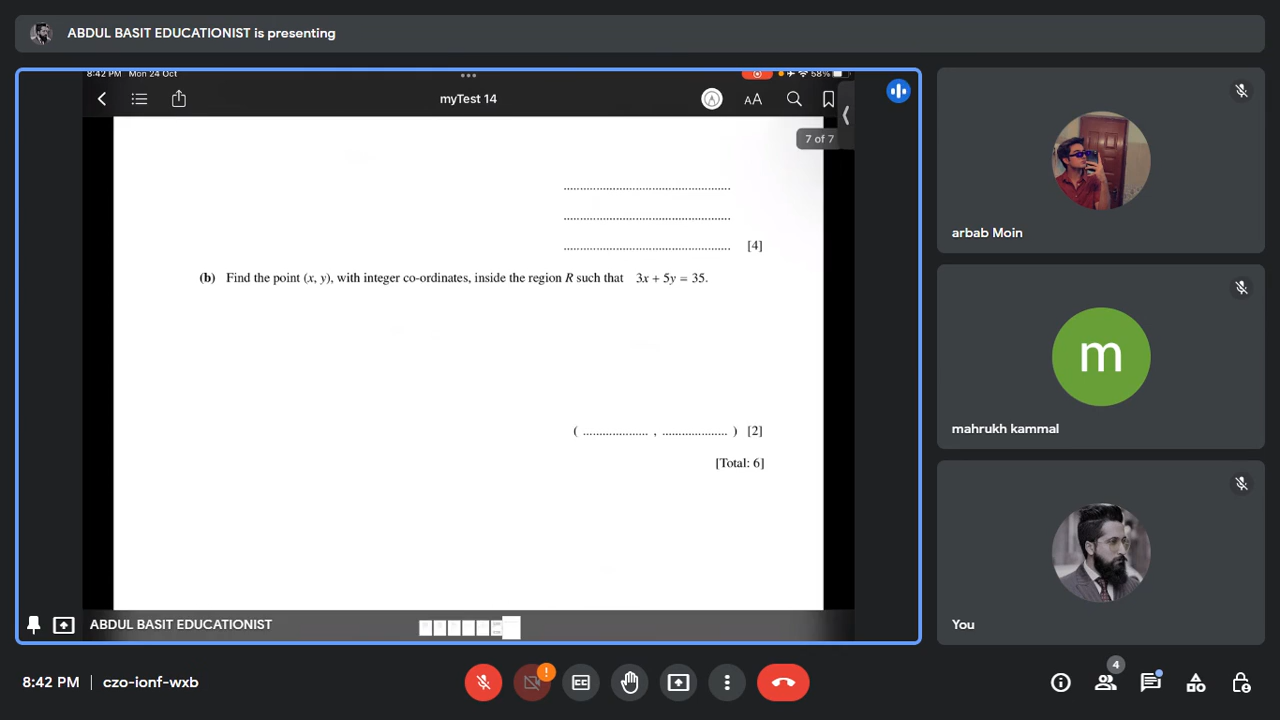 ABDUL BASIT EDUCATIONIST is presenting
8:42 PM Mon 24 Oct
58%
myTest 14
AA
7 of 7
........................................................
........................................................
........................................................ [4]
(b) Find the point (x, y), with integer co-ordinates, inside the region R such that 3x + 5y = 35.
( ...................... , ...................... ) [2]
[Total: 6]
ABDUL BASIT EDUCATIONIST
arbab Moin
m
mahrukh kammal
You
8:42 PM | czo-ionf-wxb
4